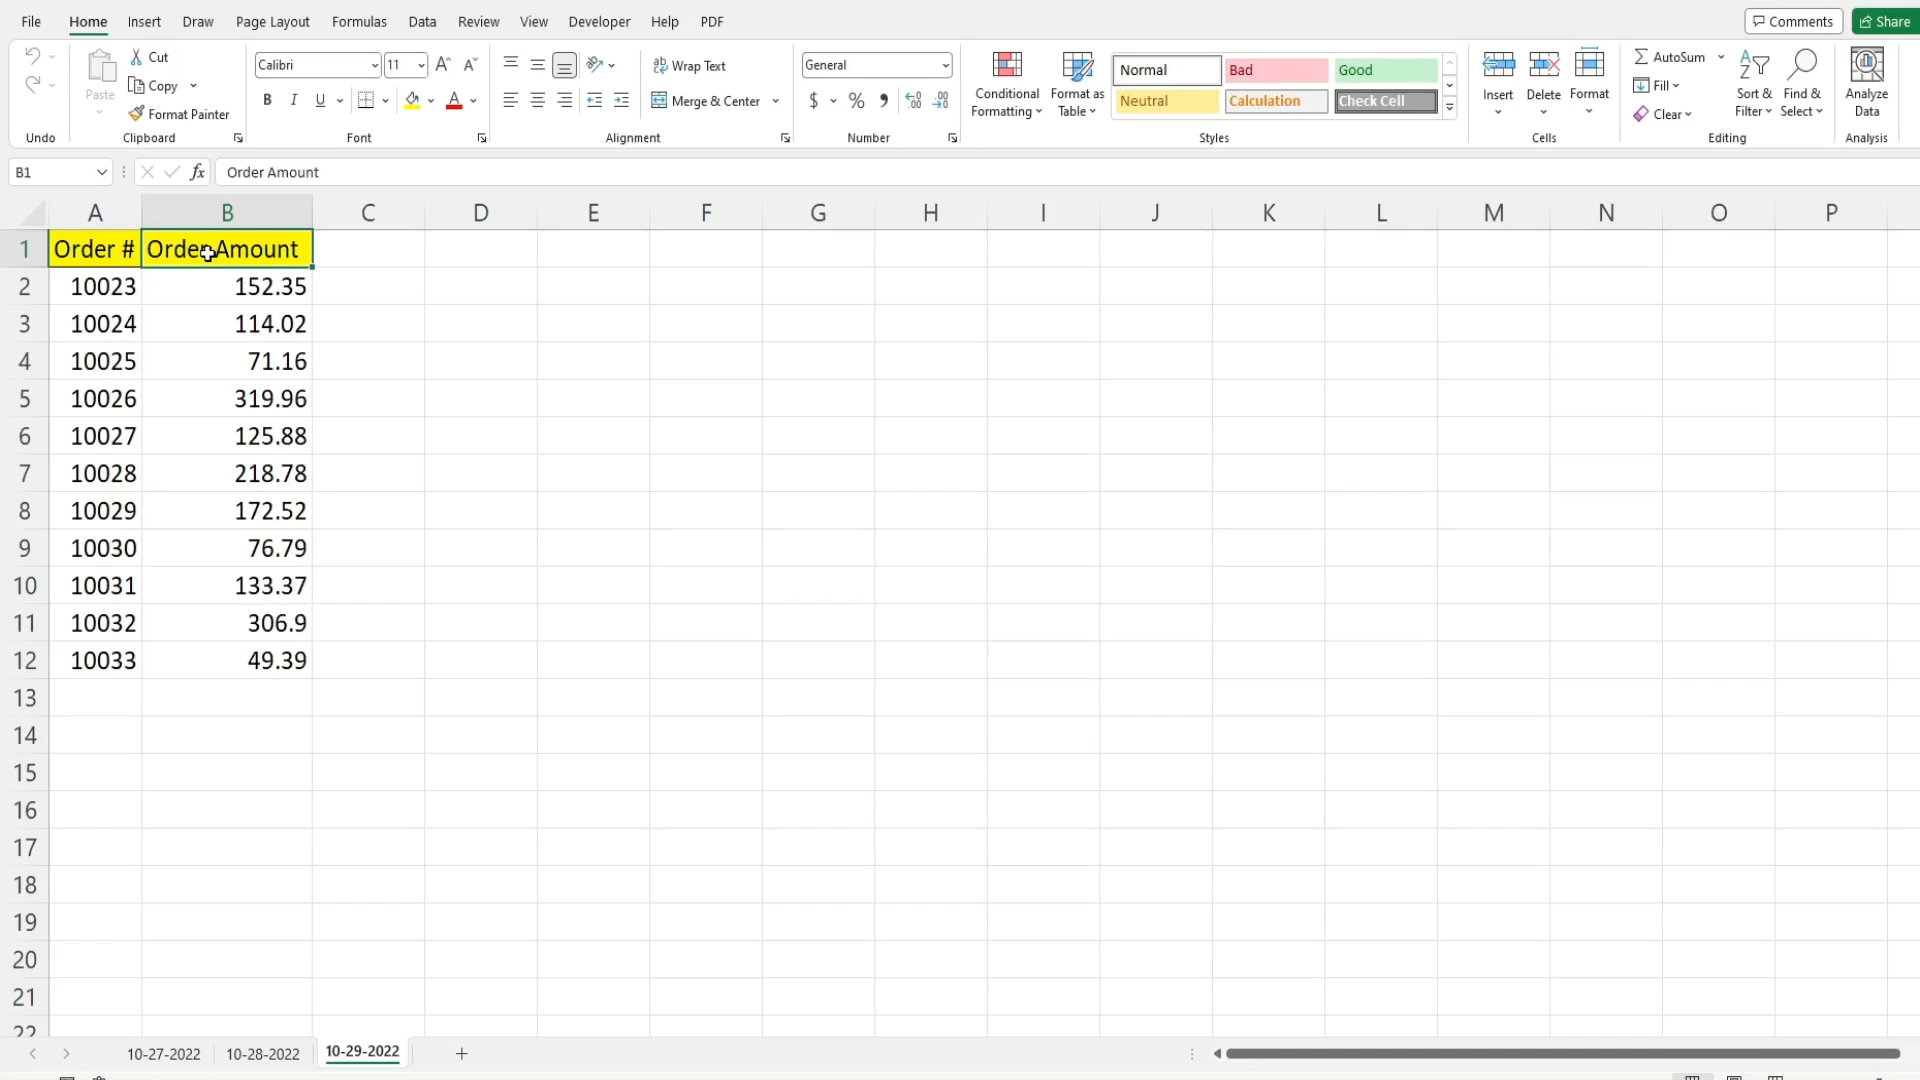 File Home Insert Draw Page Layout Formulas Data Review View Developer Help PDF Comments Share
Paste Cut Copy Format Painter
Calibri 11
B I U A
Wrap Text
Merge & Center
General
$ %
Conditional Formatting Format as Table
Normal Bad Good
Neutral Calculation Check Cell
Insert Delete Format
AutoSum Fill Clear
Sort & Filter Find & Select
Analyze Data
Undo Clipboard Font Alignment Number Styles Cells Editing Analysis
B1 fx Order Amount
A B C D E F G H I J K L M N O P
1 Order # Order Amount
2 10023 152.35
3 10024 114.02
4 10025 71.16
5 10026 319.96
6 10027 125.88
7 10028 218.78
8 10029 172.52
9 10030 76.79
10 10031 133.37
11 10032 306.9
12 10033 49.39
13
14
15
16
17
18
19
20
21
22
10-27-2022 10-28-2022 10-29-2022